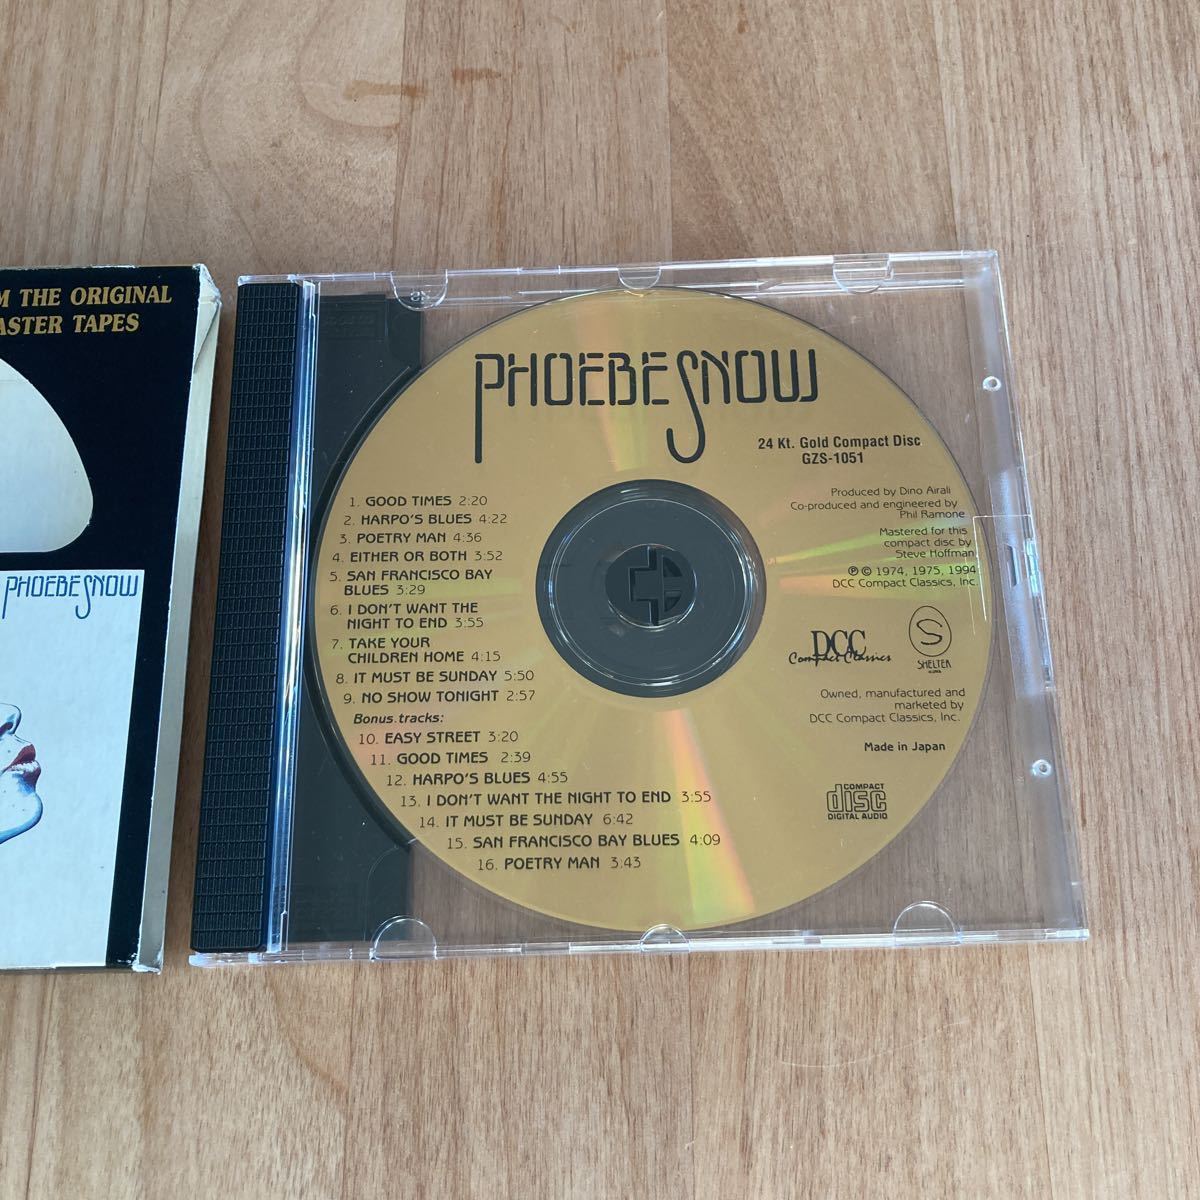 M THE ORIGINAL
ASTER TAPES
PHOEBE SNOW
PHOEBE SNOW
24 Kt. Gold Compact Disc
GZS-1051
1. GOOD TIMES 2:20
2. HARPO'S BLUES 4:22
3. POETRY MAN 4:36
4. EITHER OR BOTH 3:52
5. SAN FRANCISCO BAY
BLUES 3:29
6. I DON'T WANT THE
NIGHT TO END 3:55
7. TAKE YOUR
CHILDREN HOME 4:15
8. IT MUST BE SUNDAY 5:50
9. NO SHOW TONIGHT 2:57
Bonus tracks:
10. EASY STREET 3:20
11. GOOD TIMES 2:39
12. HARPO'S BLUES 4:55
13. I DON'T WANT THE NIGHT TO END 3:55
14. IT MUST BE SUNDAY 6:42
15. SAN FRANCISCO BAY BLUES 4:09
16. POETRY MAN 3:43
Produced by Dino Airali
Co-produced and engineered by
Phil Ramone
Mastered for this
compact disc by
Steve Hoffman
℗ © 1974, 1975, 1994
DCC Compact Classics, Inc.
DCC
Compact Classics
S
SHELTER
Owned, manufactured and
marketed by
DCC Compact Classics, Inc.
Made in Japan
COMPACT
disc
DIGITAL AUDIO